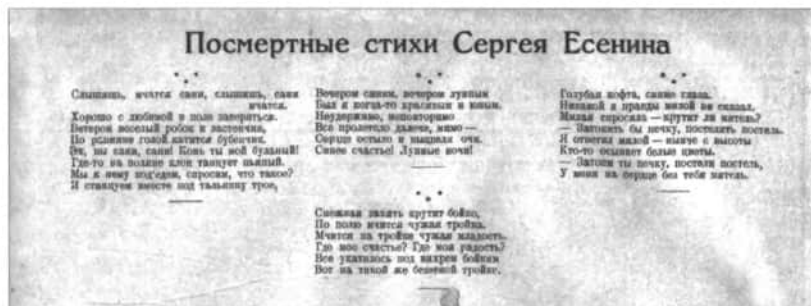 Посмертные стихи Сергея Есенина
Слышишь, мчатся сани, слышишь, сани
мчатся.
Хорошо с любимой в поле затеряться.
Ветерок веселый робок и застенчив,
По равнине голой катится бубенчик.
Эх, вы сани, сани! Конь ты мой буланый!
Где-то на поляне клен танцует пьяный.
Мы к нему под'едем, спросим, что такое?
И станцуем вместе под тальянку трое,
Вечером синим, вечером лунным
Был я когда-то красивым и юным.
Неудержимо, неповторимо
Все пролетело далече, мимо —
Сердце остыло и выцвели очи.
Синее счастье! Лунные ночи!
Снежная замять крутит бойко,
По полю мчится чужая тройка.
Мчится на тройке чужая младость.
Где мое счастье? Где моя радость?
Все укатилось под вихрем бойким
Вот на такой же бешеной тройке.
Голубая кофта, синие глаза.
Никакой я правды милой не сказал.
Милая спросила — крутит ли метель?
— Затопить бы печку, постелить постель.
Я ответил милой — нынче с высоты
Кто-то осыпает белые цветы.
— Затопи ты печку, постели постель,
У меня на сердце без тебя метель.